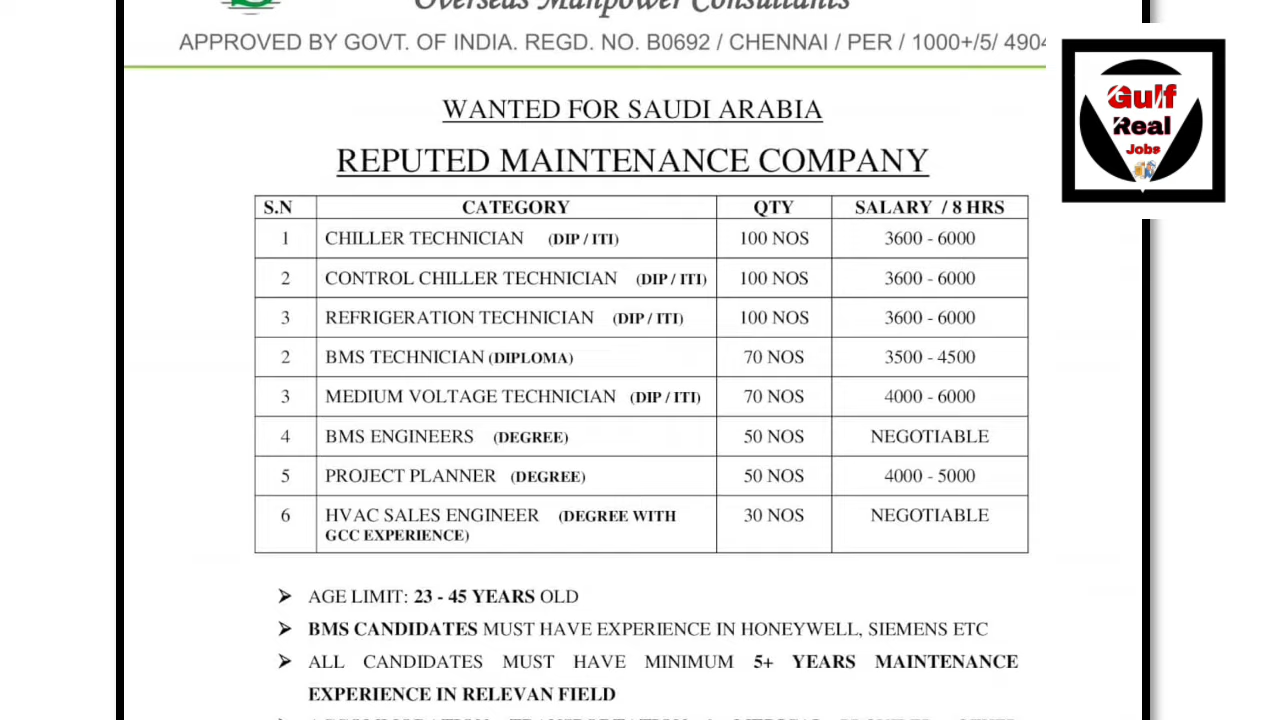 Overseas Manpower Consultants
APPROVED BY GOVT. OF INDIA. REGD. NO. B0692 / CHENNAI / PER / 1000+/5/ 4904
Gulf
Real
Jobs
WANTED FOR SAUDI ARABIA
REPUTED MAINTENANCE COMPANY
S.N CATEGORY QTY SALARY / 8 HRS
1 CHILLER TECHNICIAN (DIP / ITI) 100 NOS 3600 - 6000
2 CONTROL CHILLER TECHNICIAN (DIP / ITI) 100 NOS 3600 - 6000
3 REFRIGERATION TECHNICIAN (DIP / ITI) 100 NOS 3600 - 6000
2 BMS TECHNICIAN (DIPLOMA) 70 NOS 3500 - 4500
3 MEDIUM VOLTAGE TECHNICIAN (DIP / ITI) 70 NOS 4000 - 6000
4 BMS ENGINEERS (DEGREE) 50 NOS NEGOTIABLE
5 PROJECT PLANNER (DEGREE) 50 NOS 4000 - 5000
6 HVAC SALES ENGINEER (DEGREE WITH 30 NOS NEGOTIABLE
GCC EXPERIENCE)
➢ AGE LIMIT: 23 - 45 YEARS OLD
➢ BMS CANDIDATES MUST HAVE EXPERIENCE IN HONEYWELL, SIEMENS ETC
➢ ALL CANDIDATES MUST HAVE MINIMUM 5+ YEARS MAINTENANCE
EXPERIENCE IN RELEVAN FIELD